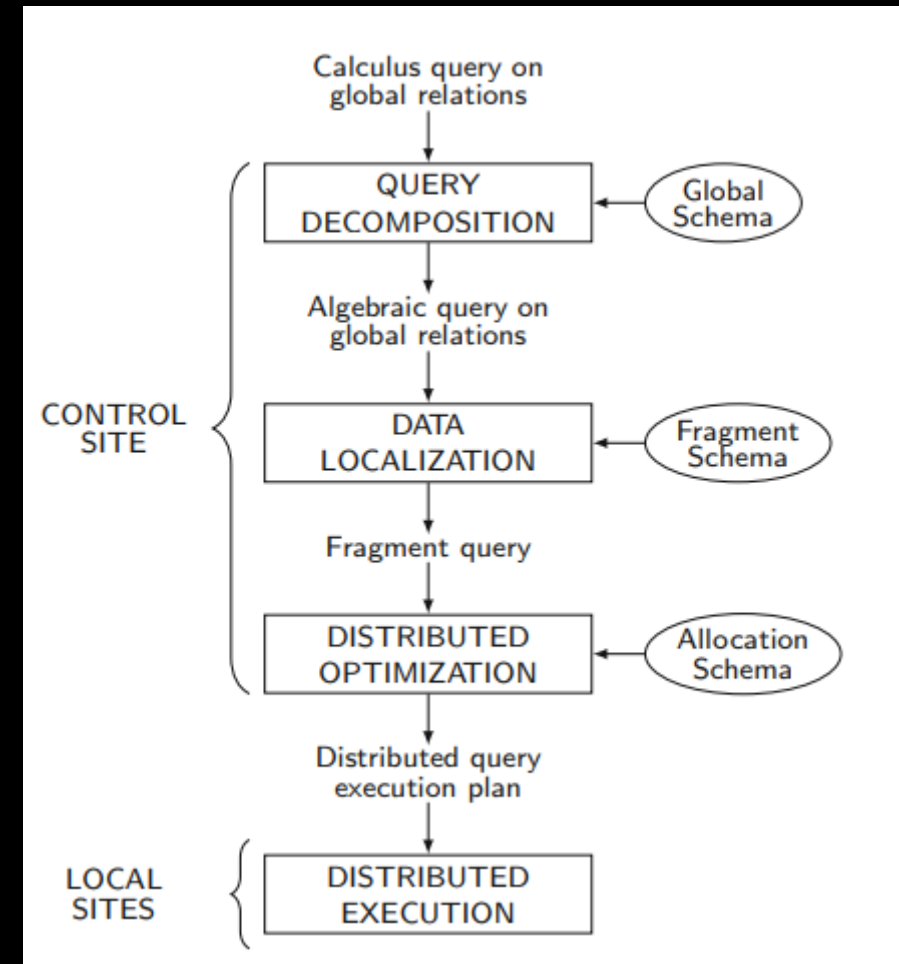 Calculus query on
global relations
QUERY
DECOMPOSITION
Global
Schema
Algebraic query on
global relations
CONTROL
SITE
DATA
LOCALIZATION
Fragment
Schema
Fragment query
DISTRIBUTED
OPTIMIZATION
Allocation
Schema
Distributed query
execution plan
LOCAL
SITES
DISTRIBUTED
EXECUTION